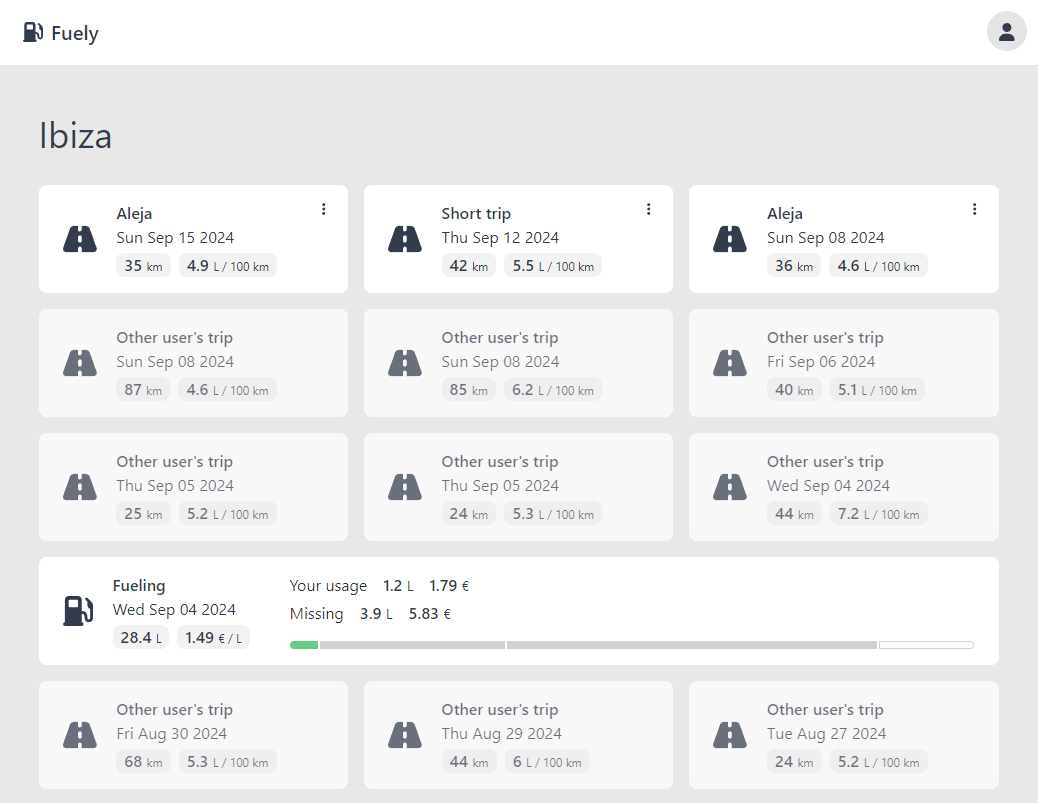 Fuely
Ibiza
Aleja
Sun Sep 15 2024
35 km 4.9 L / 100 km
Short trip
Thu Sep 12 2024
42 km 5.5 L / 100 km
Aleja
Sun Sep 08 2024
36 km 4.6 L / 100 km
Other user's trip
Sun Sep 08 2024
87 km 4.6 L / 100 km
Other user's trip
Sun Sep 08 2024
85 km 6.2 L / 100 km
Other user's trip
Fri Sep 06 2024
40 km 5.1 L / 100 km
Other user's trip
Thu Sep 05 2024
25 km 5.2 L / 100 km
Other user's trip
Thu Sep 05 2024
24 km 5.3 L / 100 km
Other user's trip
Wed Sep 04 2024
44 km 7.2 L / 100 km
Fueling
Wed Sep 04 2024
28.4 L 1.49 € / L
Your usage 1.2 L 1.79 €
Missing 3.9 L 5.83 €
Other user's trip
Fri Aug 30 2024
68 km 5.3 L / 100 km
Other user's trip
Thu Aug 29 2024
44 km 6 L / 100 km
Other user's trip
Tue Aug 27 2024
24 km 5.2 L / 100 km